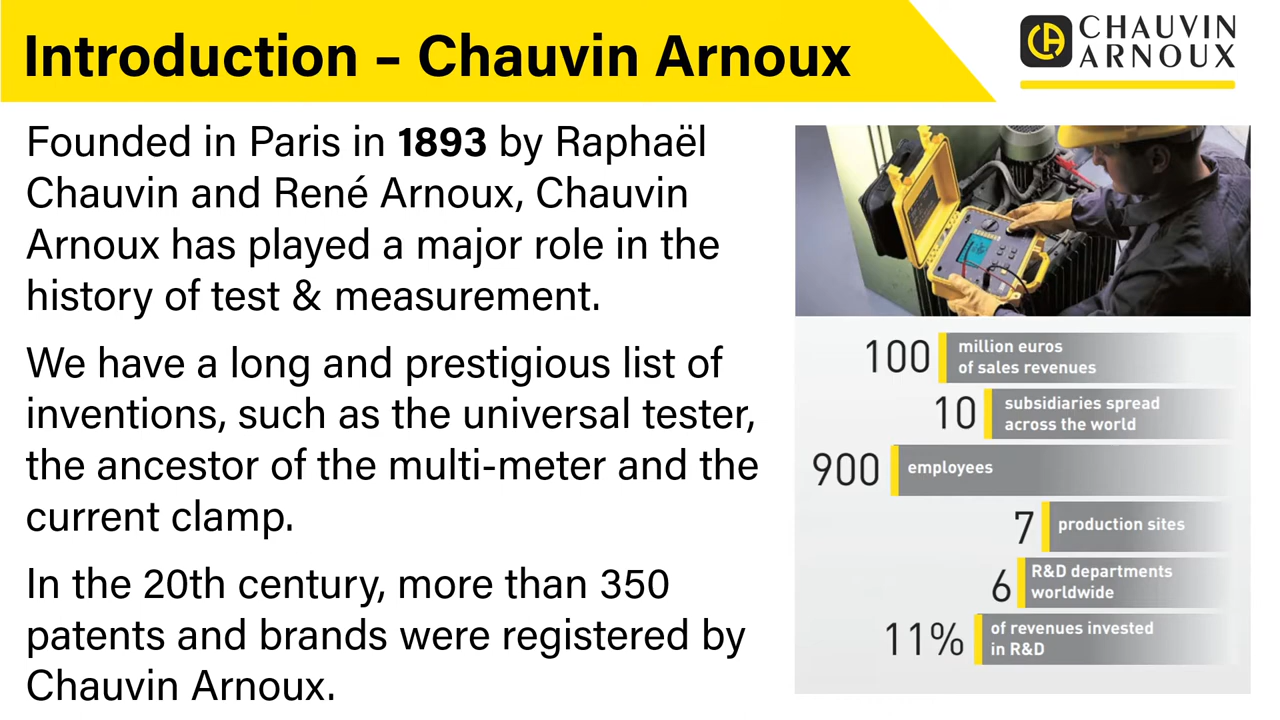 Introduction – Chauvin Arnoux
CHAUVIN
ARNOUX
Founded in Paris in 1893 by Raphaël
Chauvin and René Arnoux, Chauvin
Arnoux has played a major role in the
history of test & measurement.
We have a long and prestigious list of
inventions, such as the universal tester,
the ancestor of the multi-meter and the
current clamp.
In the 20th century, more than 350
patents and brands were registered by
Chauvin Arnoux.
100 million euros
of sales revenues
10 subsidiaries spread
across the world
900 employees
7 production sites
6 R&D departments
worldwide
11% of revenues invested
in R&D